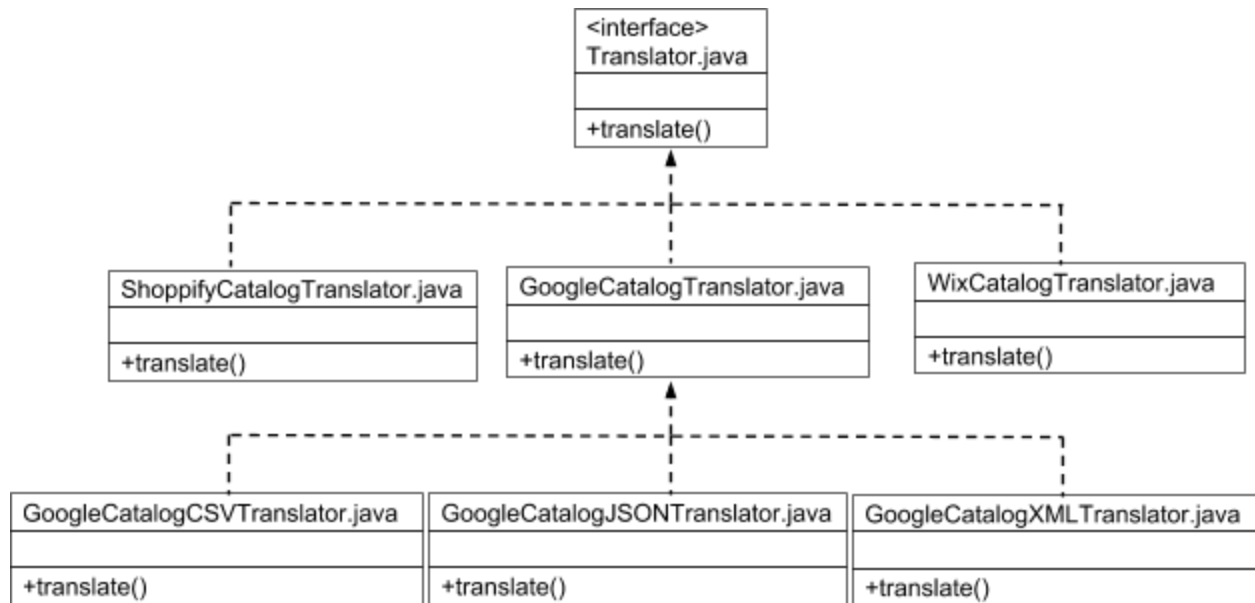 <interface>
Translator.java
+translate()
ShoppifyCatalogTranslator.java
+translate()
GoogleCatalogTranslator.java
+translate()
WixCatalogTranslator.java
+translate()
GoogleCatalogCSVTranslator.java
+translate()
GoogleCatalogJSONTranslator.java
+translate()
GoogleCatalogXMLTranslator.java
+translate()